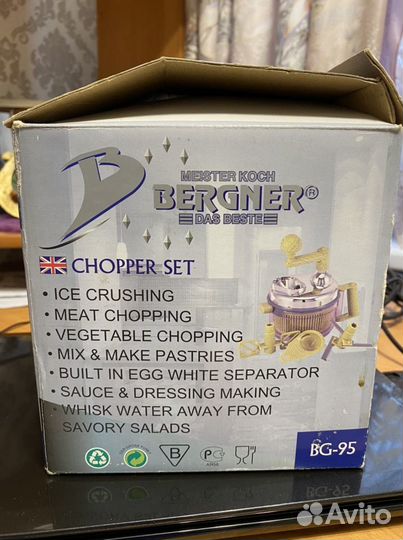 MEISTER KOCH
BERGNER®
DAS BESTE
CHOPPER SET
• ICE CRUSHING
• MEAT CHOPPING
• VEGETABLE CHOPPING
• MIX & MAKE PASTRIES
• BUILT IN EGG WHITE SEPARATOR
• SAUCE & DRESSING MAKING
• WHISK WATER AWAY FROM
SAVORY SALADS
BG-95
B
Avito